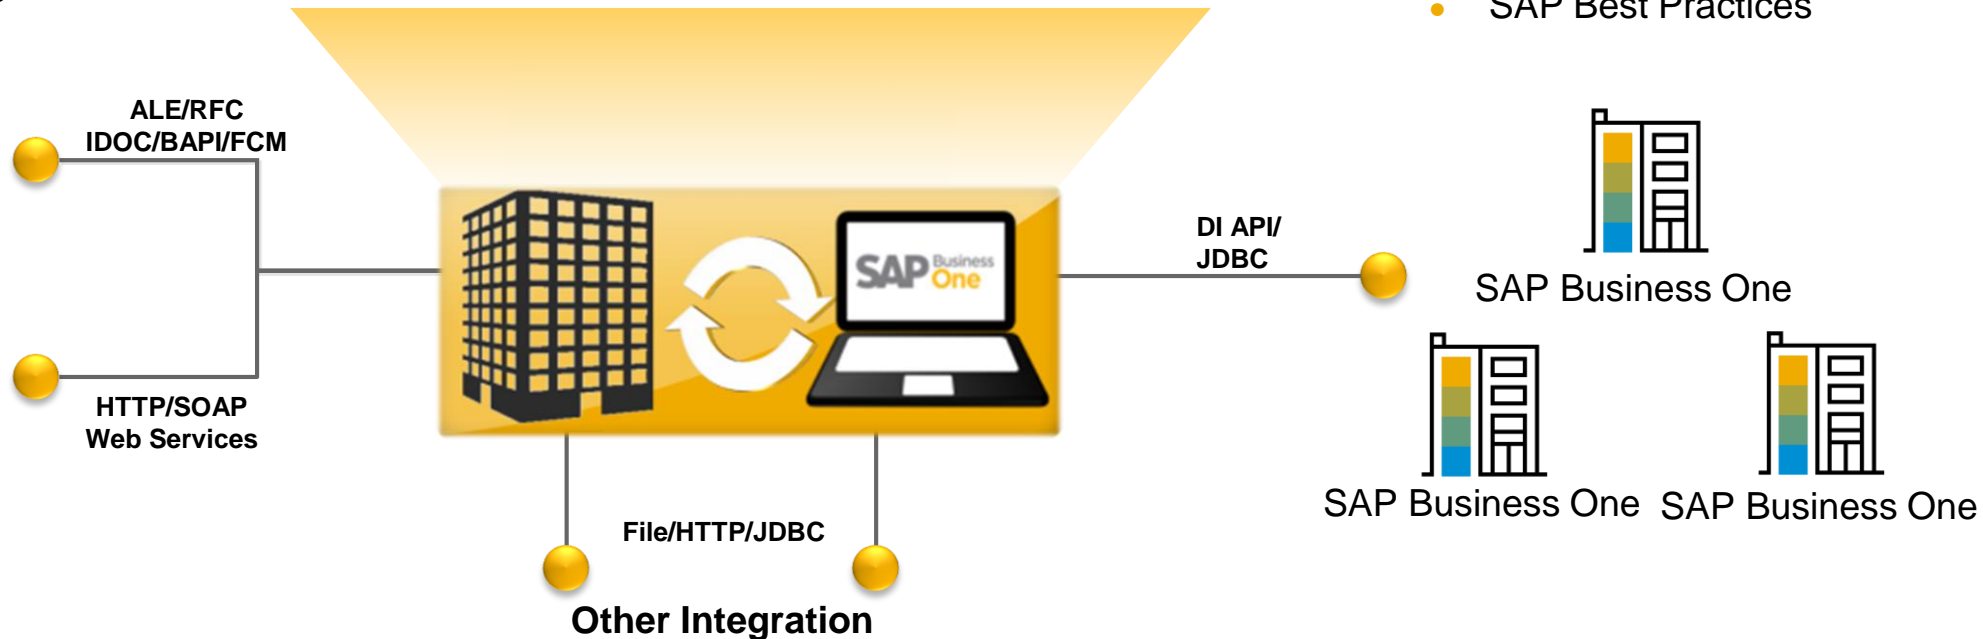 SAP Best Practices
ALE/RFC
IDOC/BAPI/FCM
DI API/
JDBC
SAP Business
One
SAP Business One
HTTP/SOAP
Web Services
SAP Business One
SAP Business One
File/HTTP/JDBC
Other Integration